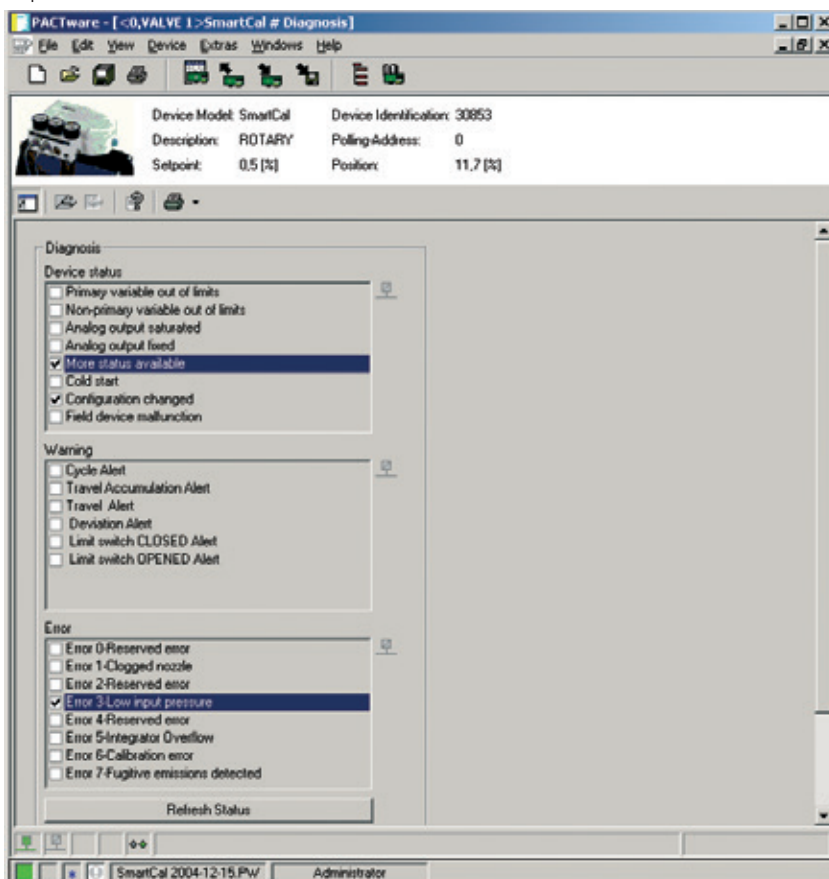 PACTware - [<0,VALVE 1>SmartCal # Diagnosis]
File Edit View Device Extras Windows Help
Device Model: SmartCal Device Identification: 30853
Description: ROTARY Polling-Address: 0
Setpoint: 0,5 [%] Position: 11,7 [%]
Diagnosis
Device status
Primary variable out of limits
Non-primary variable out of limits
Analog output saturated
Analog output fixed
More status available
Cold start
Configuration changed
Field device malfunction
Warning
Cycle Alert
Travel Accumulation Alert
Travel Alert
Deviation Alert
Limit switch CLOSED Alert
Limit switch OPENED Alert
Error
Error 0-Reserved error
Error 1-Clogged nozzle
Error 2-Reserved error
Error 3-Low input pressure
Error 4-Reserved error
Error 5-Integrator Overflow
Error 6-Calibration error
Error 7-Fugitive emissions detected
Refresh Status
SmartCal 2004-12-15.PW Administrator